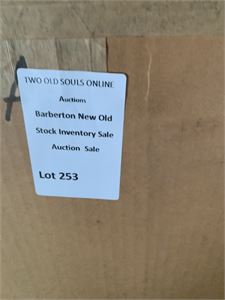 A
TWO OLD SOULS ONLINE
Auctions
Barberton New Old
Stock Inventory Sale
Auction Sale
Lot 253